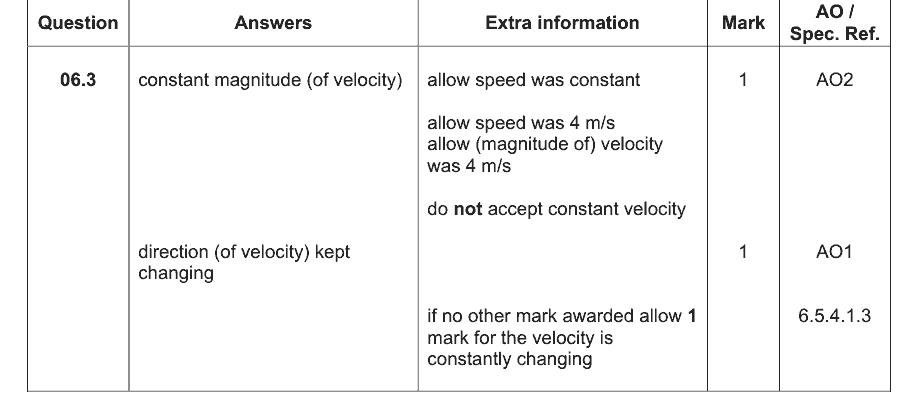 Question Answers Extra information Mark AO / Spec. Ref.
06.3 constant magnitude (of velocity) allow speed was constant 1 AO2
allow speed was 4 m/s
allow (magnitude of) velocity
was 4 m/s
do not accept constant velocity
direction (of velocity) kept 1 AO1
changing
if no other mark awarded allow 1 6.5.4.1.3
mark for the velocity is
constantly changing